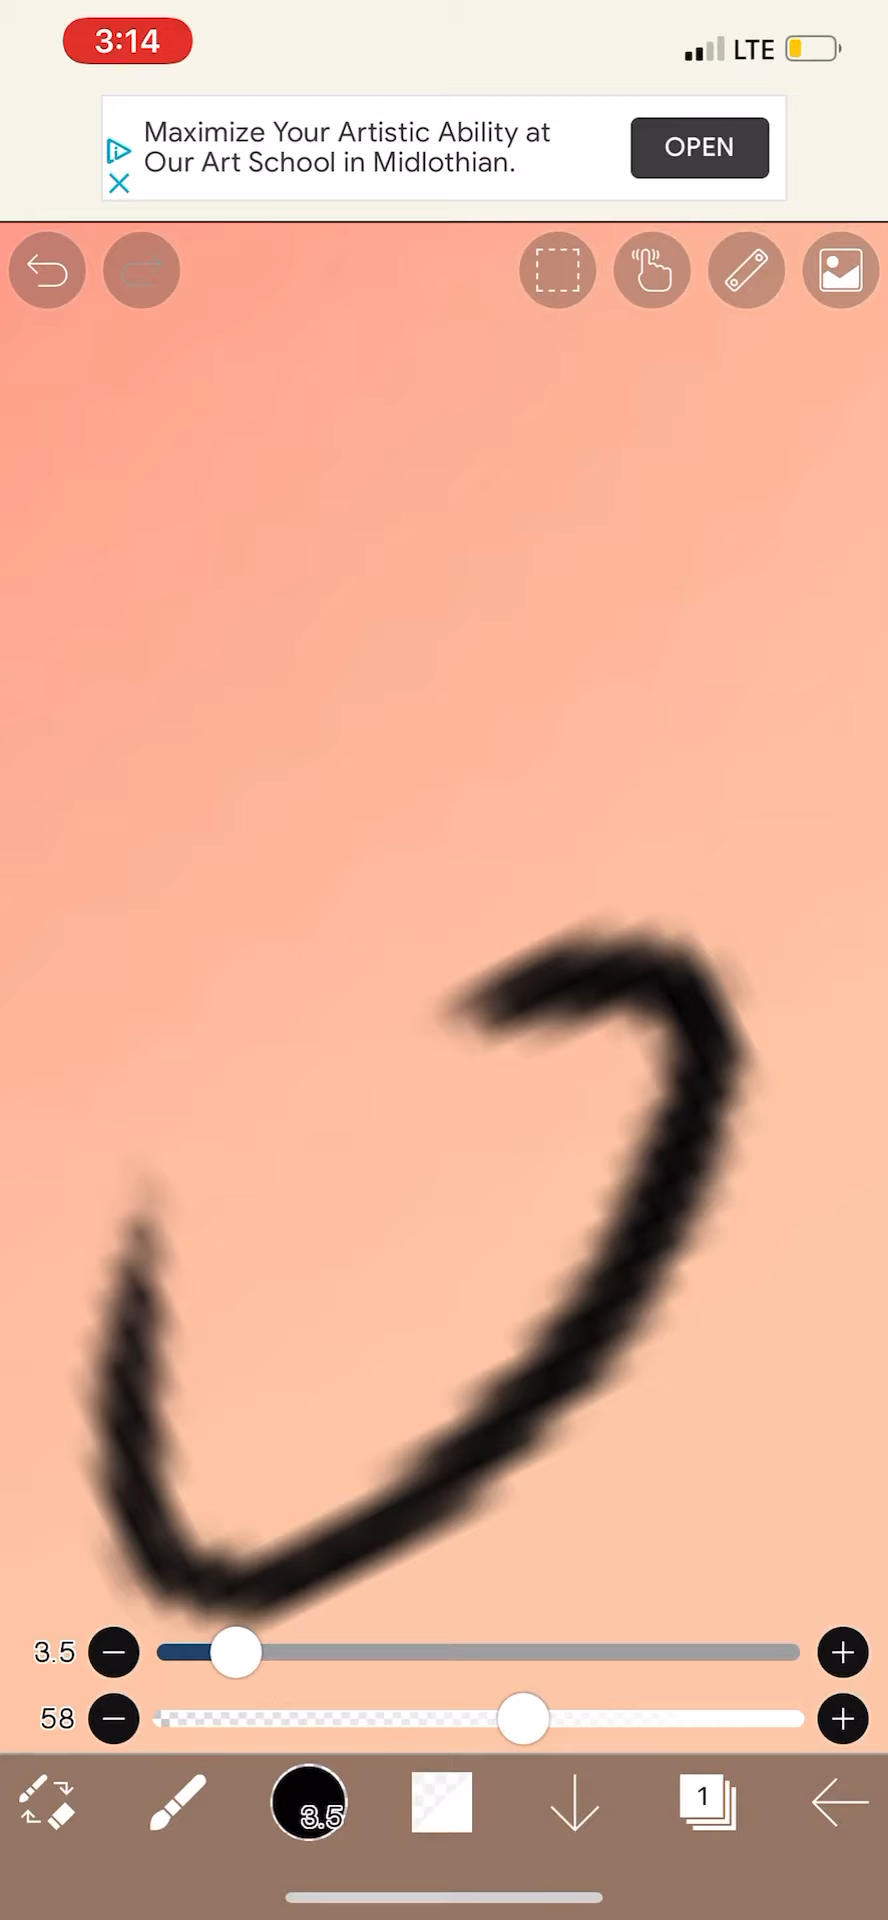 3:14
LTE
Maximize Your Artistic Ability at
Our Art School in Midlothian.
OPEN
3.5
58
3.5
1